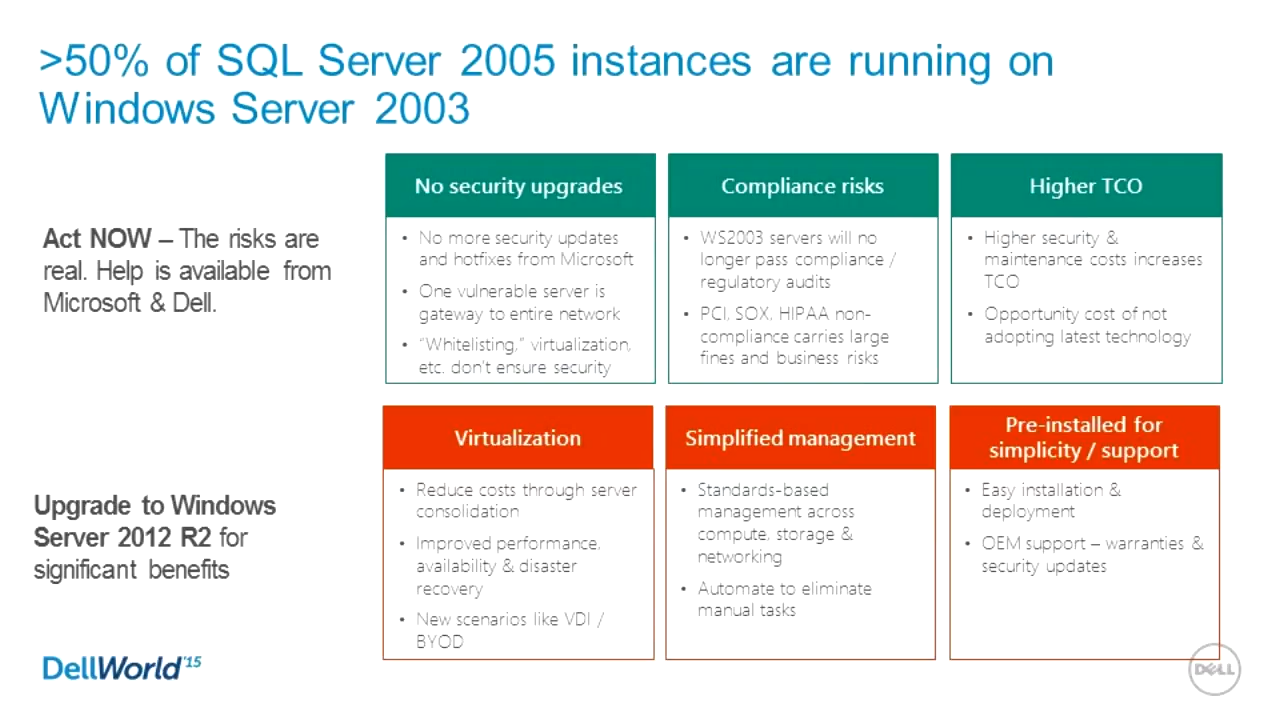 >50% of SQL Server 2005 instances are running on
Windows Server 2003
Act NOW – The risks are
real. Help is available from
Microsoft & Dell.
No security upgrades
• No more security updates
and hotfixes from Microsoft
• One vulnerable server is
gateway to entire network
• “Whitelisting,” virtualization,
etc. don’t ensure security
Compliance risks
• WS2003 servers will no
longer pass compliance /
regulatory audits
• PCI, SOX, HIPAA non-
compliance carries large
fines and business risks
Higher TCO
• Higher security &
maintenance costs increases
TCO
• Opportunity cost of not
adopting latest technology
Upgrade to Windows
Server 2012 R2 for
significant benefits
Virtualization
• Reduce costs through server
consolidation
• Improved performance,
availability & disaster
recovery
• New scenarios like VDI /
BYOD
Simplified management
• Standards-based
management across
compute, storage &
networking
• Automate to eliminate
manual tasks
Pre-installed for
simplicity / support
• Easy installation &
deployment
• OEM support – warranties &
security updates
DellWorld'15
DELL